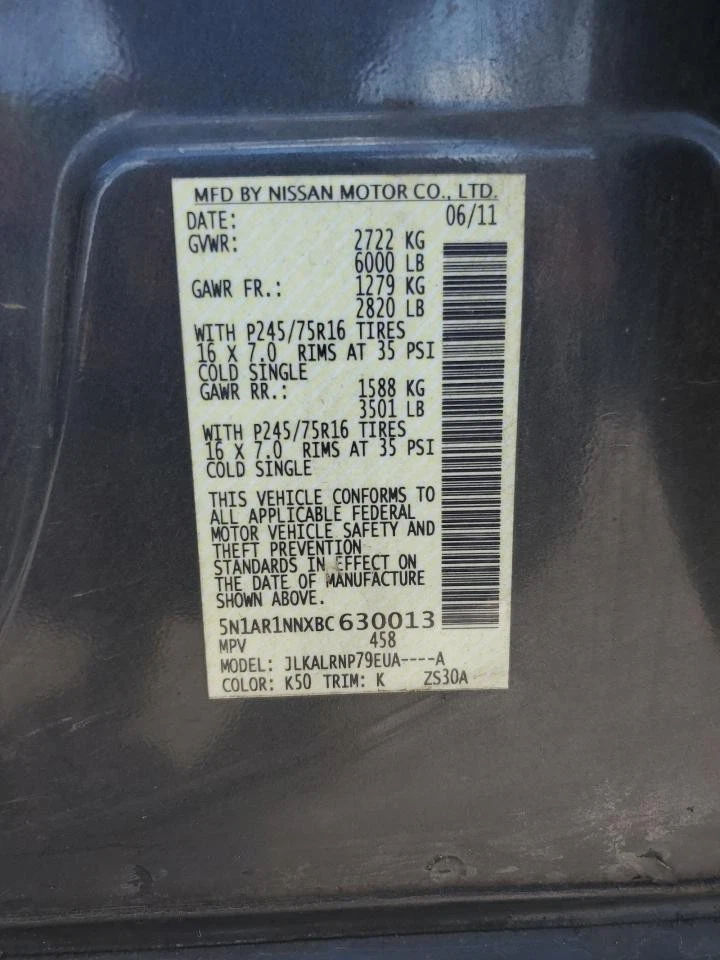 MFD BY NISSAN MOTOR CO., LTD.
DATE: 06/11
GVWR: 2722 KG
6000 LB
GAWR FR.: 1279 KG
2820 LB
WITH P245/75R16 TIRES
16 X 7.0 RIMS AT 35 PSI
COLD SINGLE
GAWR RR.: 1588 KG
3501 LB
WITH P245/75R16 TIRES
16 X 7.0 RIMS AT 35 PSI
COLD SINGLE
THIS VEHICLE CONFORMS TO
ALL APPLICABLE FEDERAL
MOTOR VEHICLE SAFETY AND
THEFT PREVENTION
STANDARDS IN EFFECT ON
THE DATE OF MANUFACTURE
SHOWN ABOVE.
5N1AR1NNXBC630013
MPV 458
MODEL: JLKALRNP79EUA----A
COLOR: K50 TRIM: K ZS30A